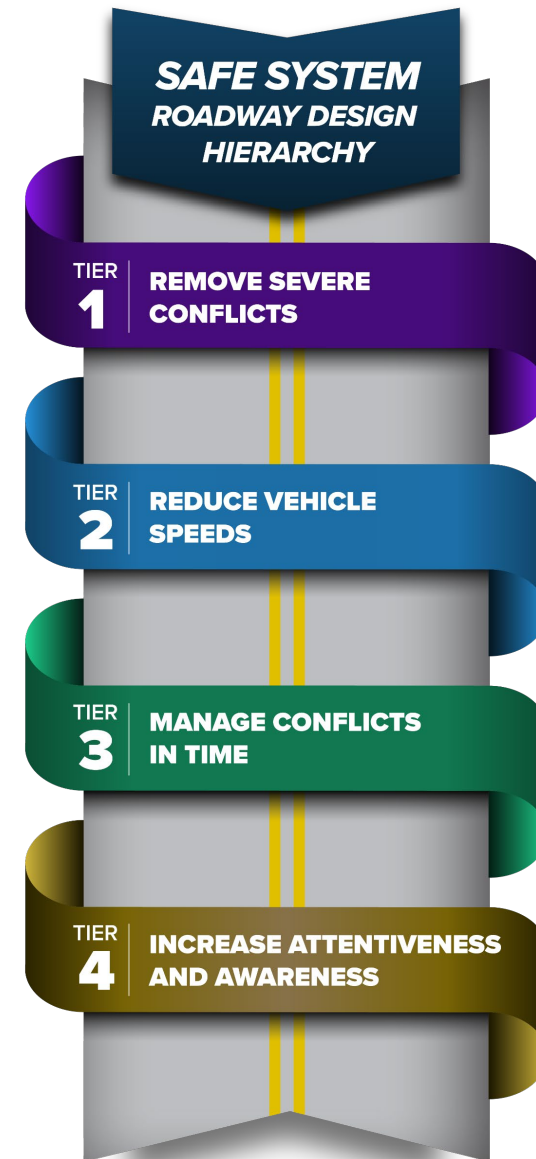 SAFE SYSTEM
ROADWAY DESIGN
HIERARCHY
TIER
1
REMOVE SEVERE
CONFLICTS
TIER
2
REDUCE VEHICLE
SPEEDS
TIER
3
MANAGE CONFLICTS
IN TIME
TIER
4
INCREASE ATTENTIVENESS
AND AWARENESS